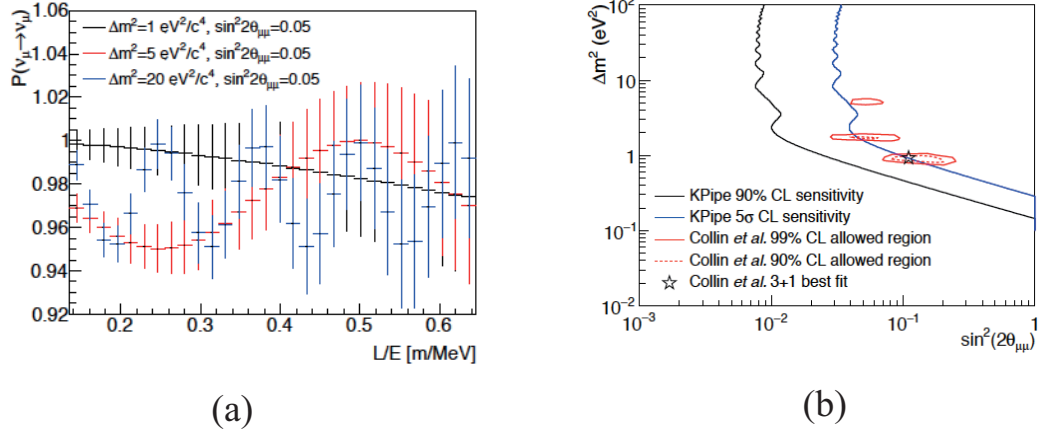 P(νμ→νμ)
1.06
1.04
1.02
1
0.98
0.96
0.94
0.92
Δm²=1 eV²/c⁴, sin²2θμμ=0.05
Δm²=5 eV²/c⁴, sin²2θμμ=0.05
Δm²=20 eV²/c⁴, sin²2θμμ=0.05
0.2 0.3 0.4 0.5 0.6
L/E [m/MeV]
(a)
Δm² (eV²)
10²
10
1
10⁻¹
10⁻²
KPipe 90% CL sensitivity
KPipe 5σ CL sensitivity
Collin et al. 99% CL allowed region
Collin et al. 90% CL allowed region
Collin et al. 3+1 best fit
10⁻³ 10⁻² 10⁻¹ 1
sin²(2θμμ)
(b)